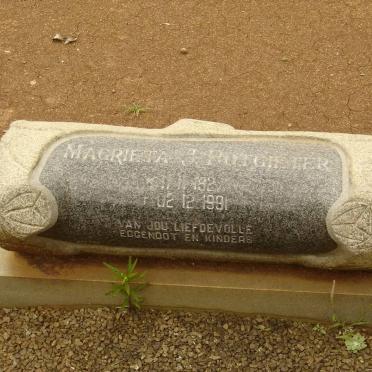 MAGRIETA J. POTGIETER
† 02.12.1991
VAN JOU LIEFDEVOLLE
EGGENOOT EN KINDERS